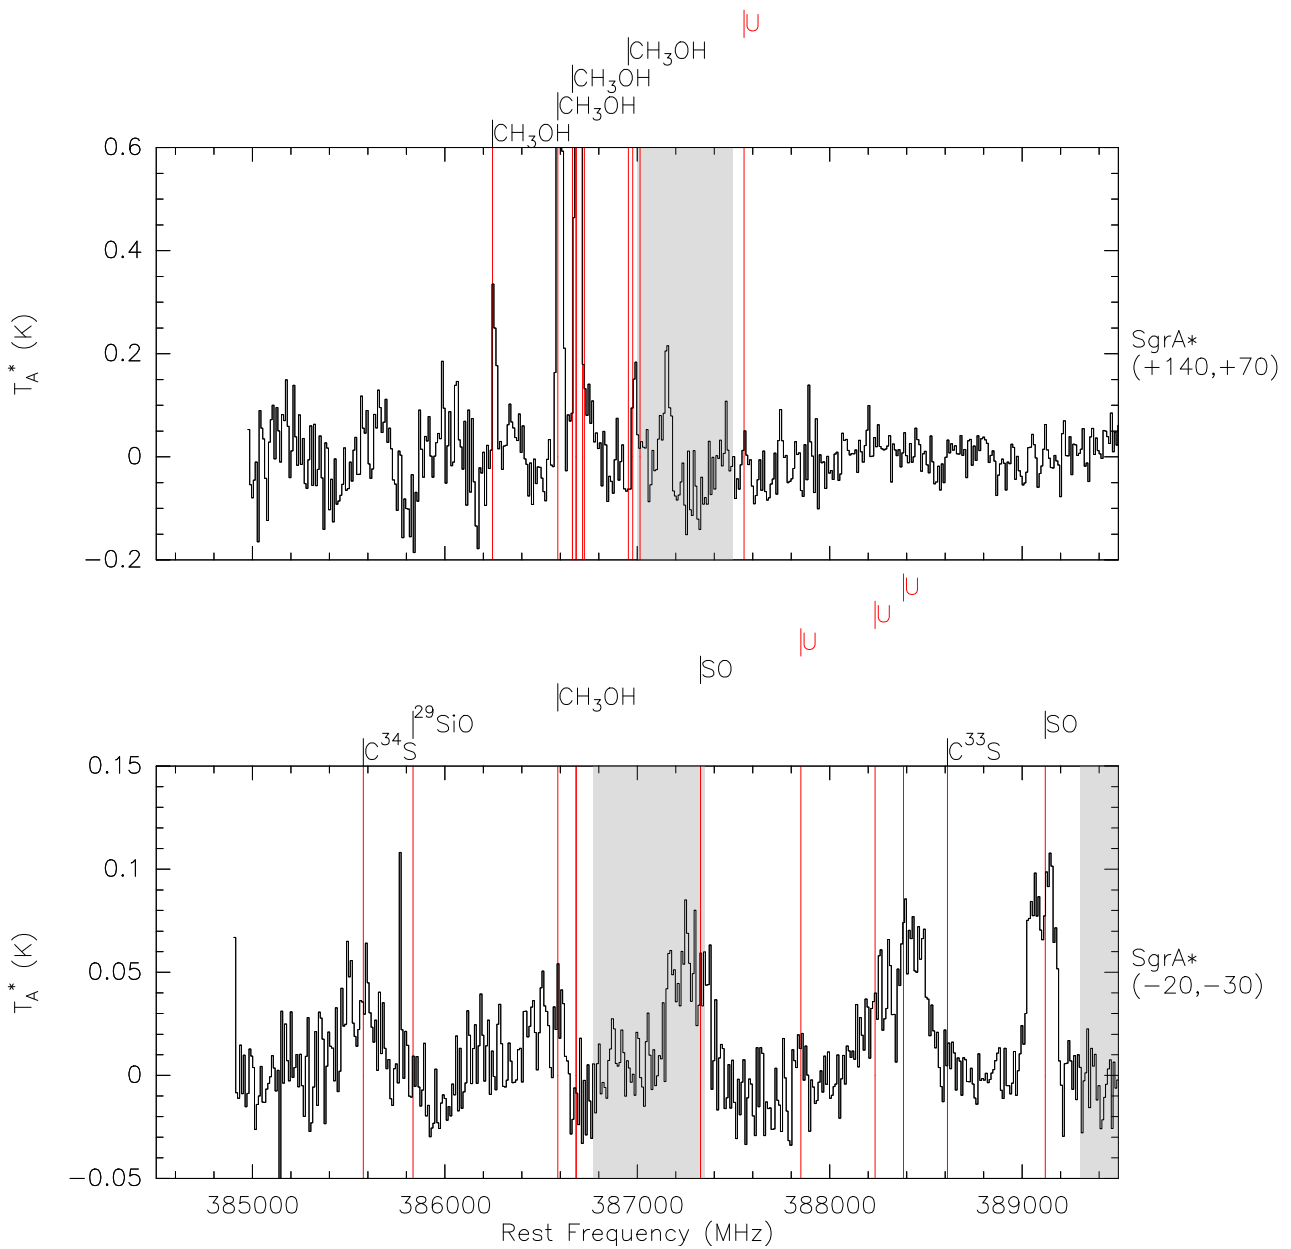 U
CH₃OH
CH₃OH
CH₃OH
CH₃OH
0.6
0.4
0.2
0
−0.2
T_A* (K)
SgrA*
(+140,+70)
U
U
U
SO
CH₃OH
²⁹SiO
SO
C³⁴S
C³³S
0.15
0.1
0.05
0
−0.05
T_A* (K)
SgrA*
(−20,−30)
385000 386000 387000 388000 389000
Rest Frequency (MHz)